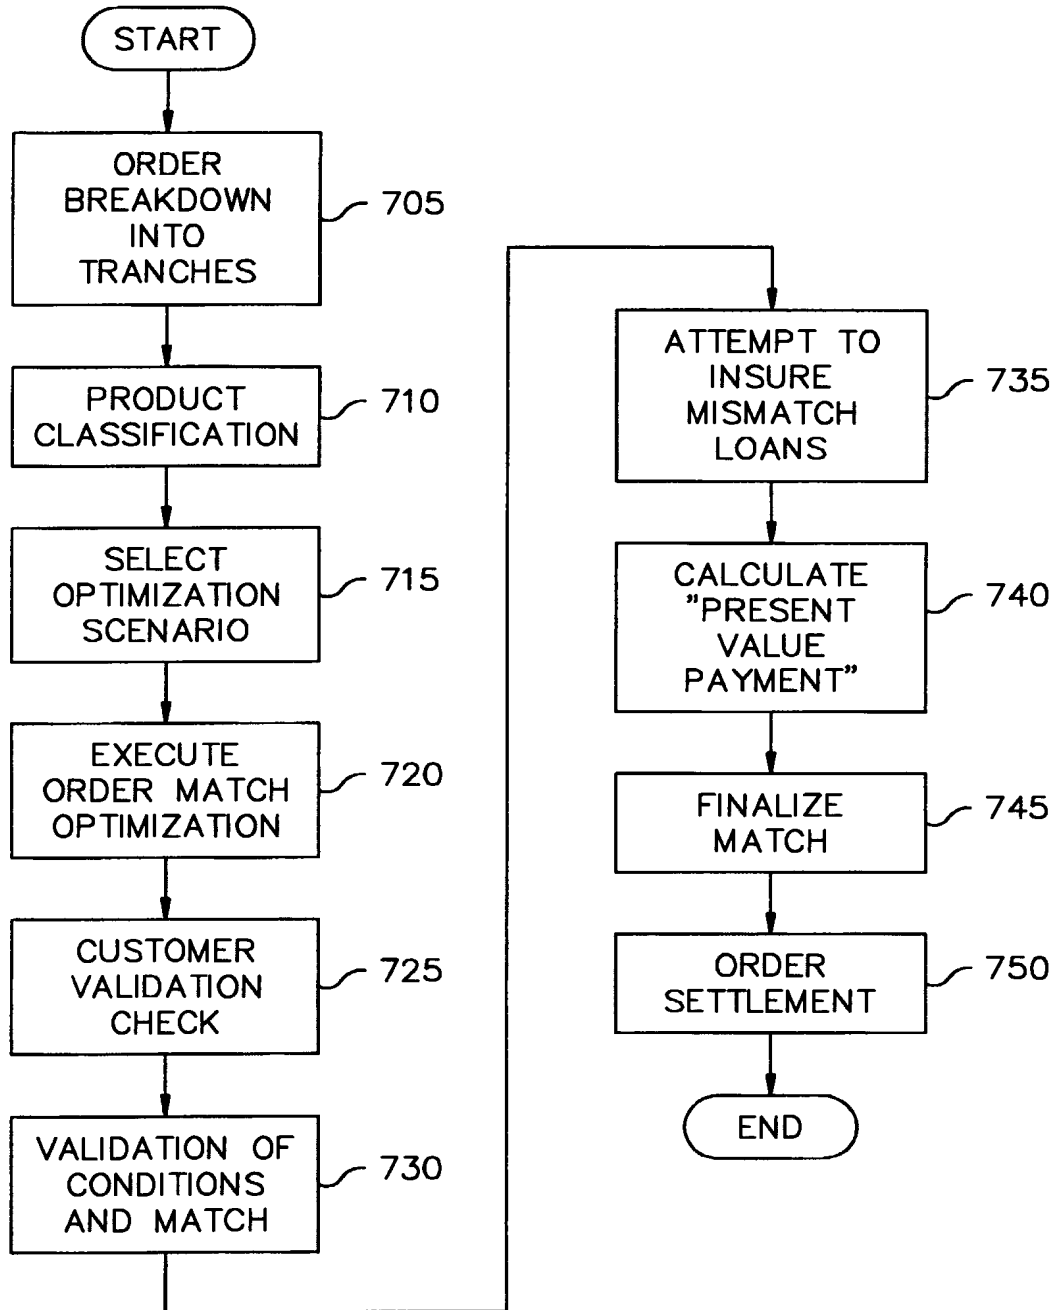 START
ORDER
BREAKDOWN
INTO
TRANCHES
705
PRODUCT
CLASSIFICATION
710
SELECT
OPTIMIZATION
SCENARIO
715
EXECUTE
ORDER MATCH
OPTIMIZATION
720
CUSTOMER
VALIDATION
CHECK
725
VALIDATION OF
CONDITIONS
AND MATCH
730
ATTEMPT TO
INSURE
MISMATCH
LOANS
735
CALCULATE
"PRESENT
VALUE
PAYMENT"
740
FINALIZE
MATCH
745
ORDER
SETTLEMENT
750
END